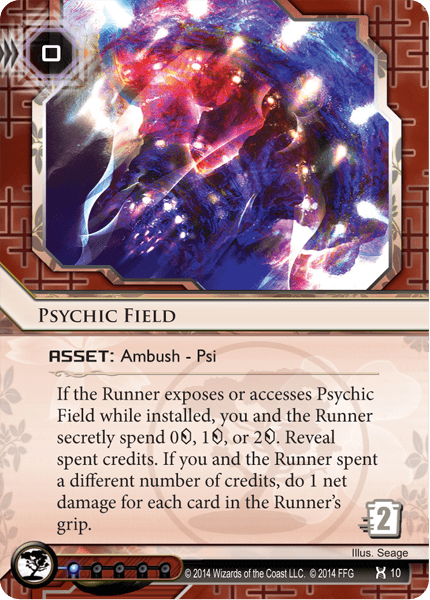 0
PSYCHIC FIELD
ASSET: Ambush - Psi
If the Runner exposes or accesses Psychic
Field while installed, you and the Runner
secretly spend 0, 1, or 2. Reveal
spent credits. If you and the Runner spent
a different number of credits, do 1 net
damage for each card in the Runner's
grip.
2
Illus. Seage
© 2014 Wizards of the Coast LLC. © 2014 FFG
10